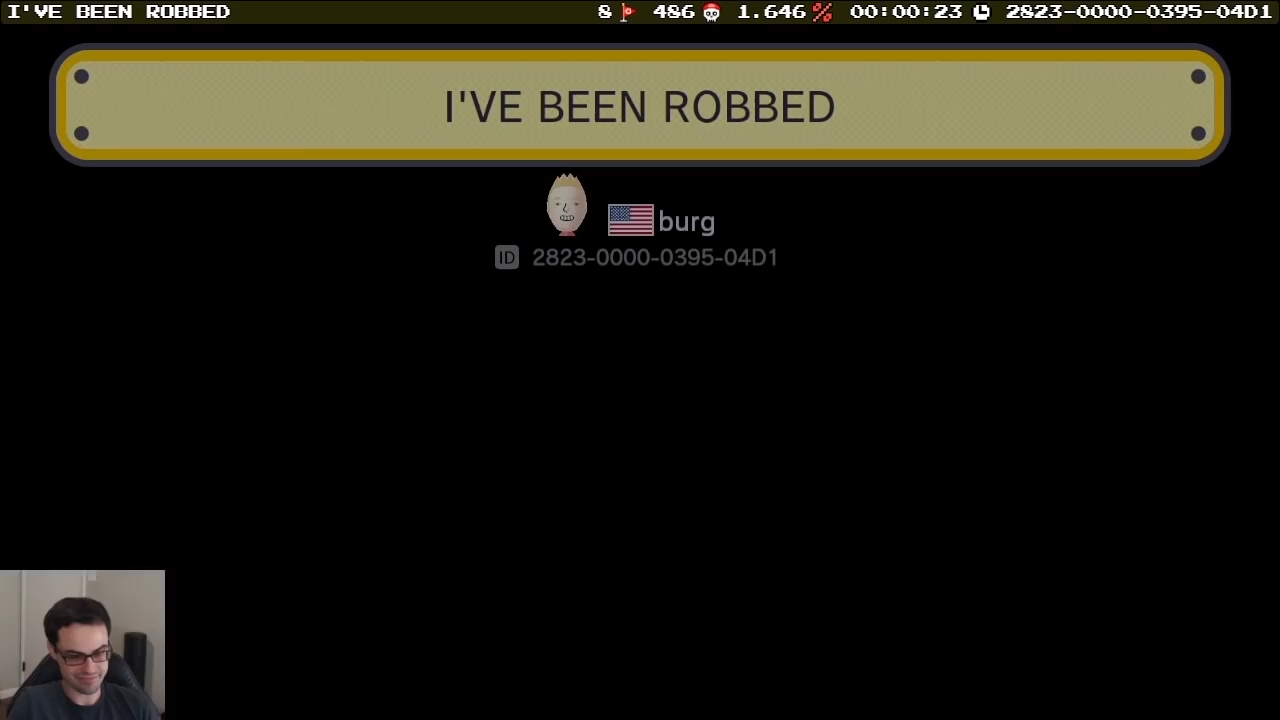 I'VE BEEN ROBBED 8 486 1.646% 00:00:23 2823-0000-0395-04D1
I'VE BEEN ROBBED
burg
ID 2823-0000-0395-04D1